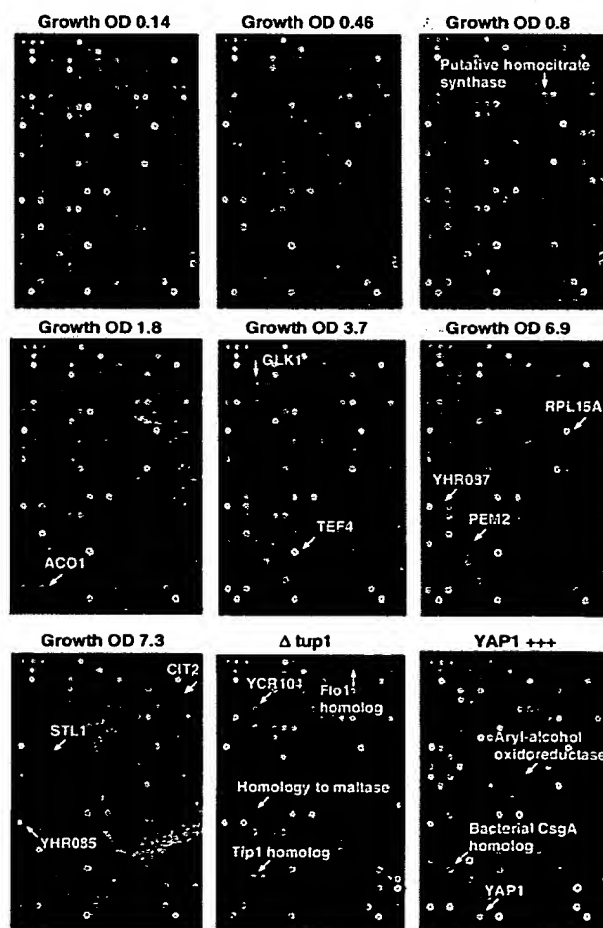 Growth OD 0.14
Growth OD 0.46
Growth OD 0.8
Putative homocitrate
synthase
Growth OD 1.8
Growth OD 3.7
Growth OD 6.9
GLK1
RPL15A
YHR087
PEM2
TEF4
ACO1
Growth OD 7.3
Δ tup1
YAP1 +++
CIT2
STL1
YHR085
YCR104
Flo1
homolog
Homology to maltase
Tip1 homolog
Aryl-alcohol
oxidoreductase
Bacterial CsgA
homolog
YAP1